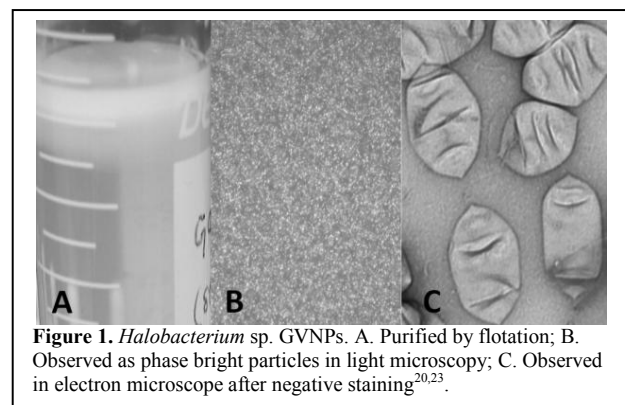 A
B
C
Figure 1. Halobacterium sp. GVNPs. A. Purified by flotation; B.
Observed as phase bright particles in light microscopy; C. Observed
in electron microscope after negative staining20,23.